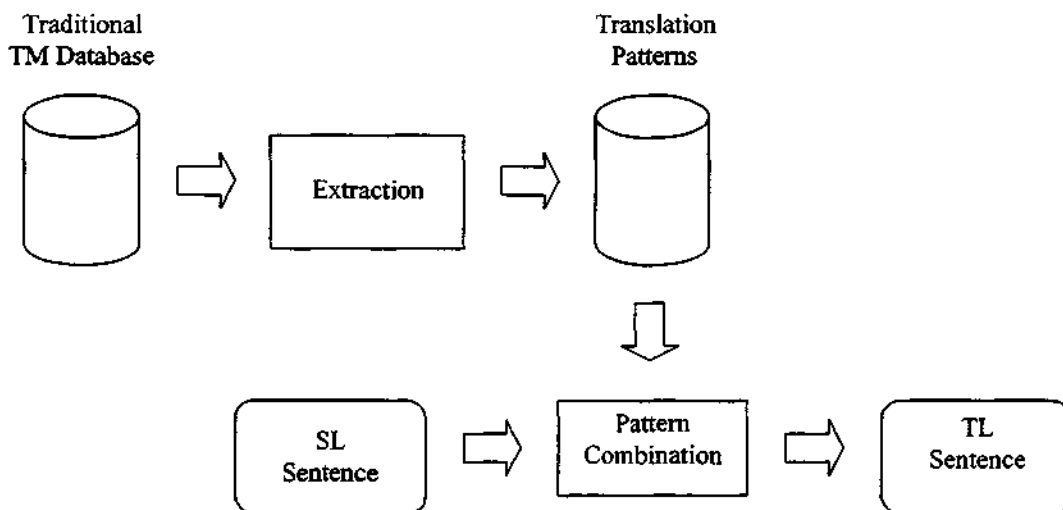 Traditional
TM Database
Translation
Patterns
Extraction
SL
Sentence
Pattern
Combination
TL
Sentence